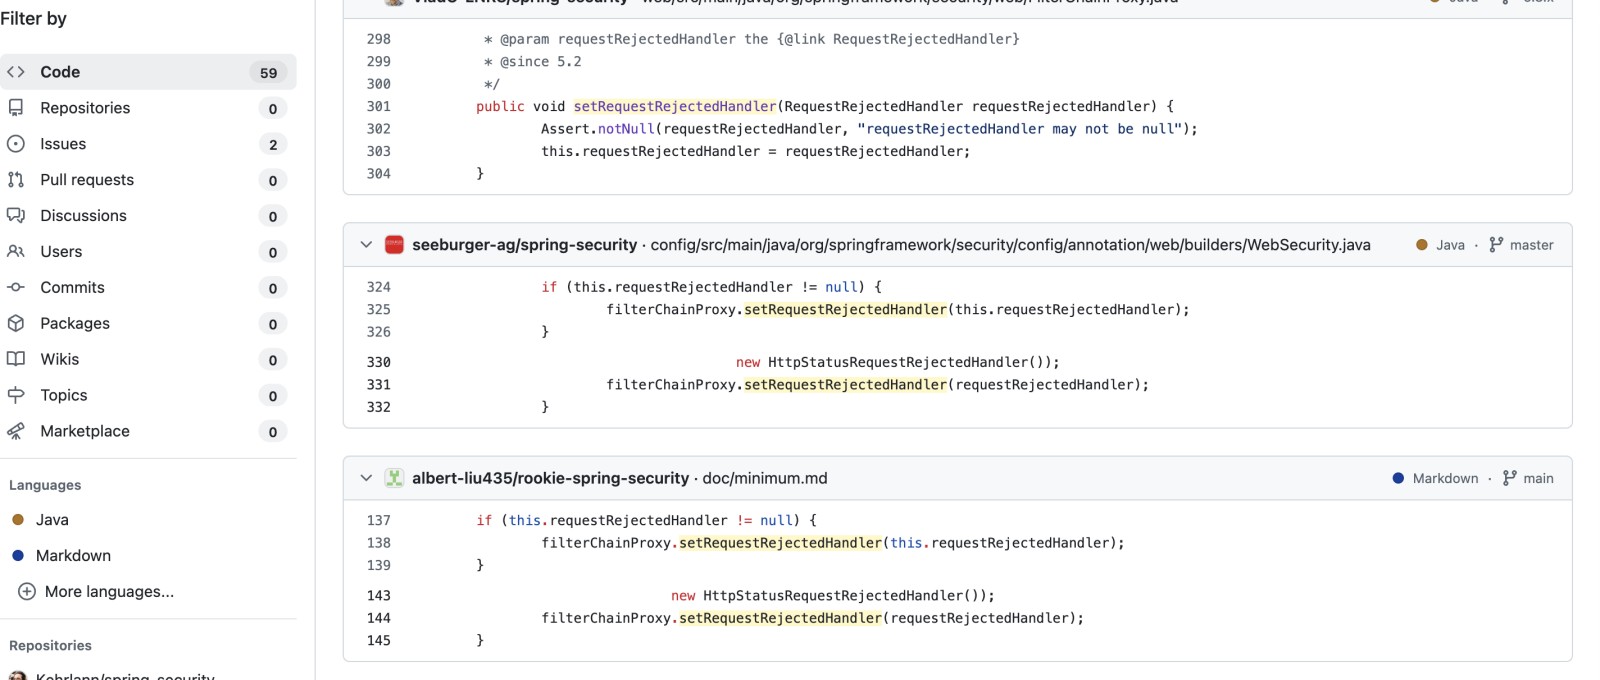 Filter by
Code 59
Repositories 0
Issues 2
Pull requests 0
Discussions 0
Users 0
Commits 0
Packages 0
Wikis 0
Topics 0
Marketplace 0
Languages
Java
Markdown
More languages...
Repositories
298 * @param requestRejectedHandler the {@link RequestRejectedHandler}
299 * @since 5.2
300 */
301 public void setRequestRejectedHandler(RequestRejectedHandler requestRejectedHandler) {
302 Assert.notNull(requestRejectedHandler, "requestRejectedHandler may not be null");
303 this.requestRejectedHandler = requestRejectedHandler;
304 }
seeburger-ag/spring-security · config/src/main/java/org/springframework/security/config/annotation/web/builders/WebSecurity.java Java · master
324 if (this.requestRejectedHandler != null) {
325 filterChainProxy.setRequestRejectedHandler(this.requestRejectedHandler);
326 }
330 new HttpStatusRequestRejectedHandler());
331 filterChainProxy.setRequestRejectedHandler(requestRejectedHandler);
332 }
albert-liu435/rookie-spring-security · doc/minimum.md Markdown · main
137 if (this.requestRejectedHandler != null) {
138 filterChainProxy.setRequestRejectedHandler(this.requestRejectedHandler);
139 }
143 new HttpStatusRequestRejectedHandler());
144 filterChainProxy.setRequestRejectedHandler(requestRejectedHandler);
145 }